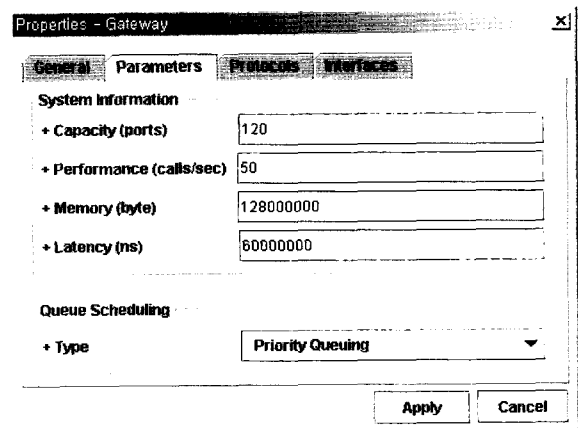 Properties - Gateway
General Parameters Protocols Interfaces
System Information
+ Capacity (ports) 120
+ Performance (calls/sec) 50
+ Memory (byte) 128000000
+ Latency (ns) 60000000
Queue Scheduling
+ Type Priority Queuing
Apply Cancel